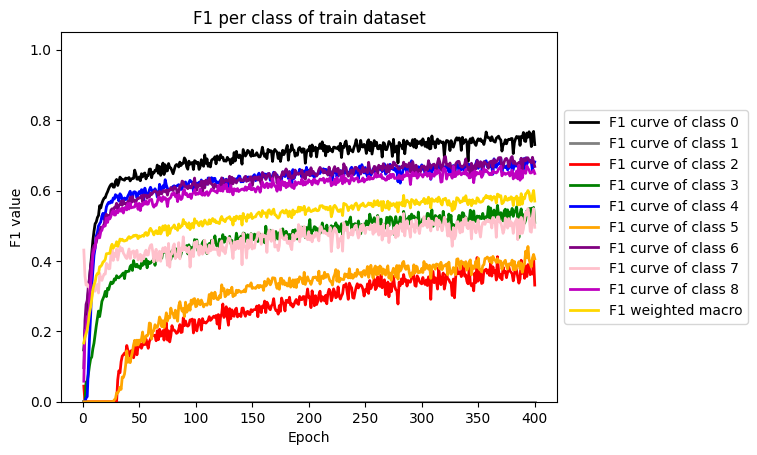 F1 per class of train dataset
F1 value
1.0
0.8
0.6
0.4
0.2
0.0
0
50
100
150
200
250
300
350
400
Epoch
F1 curve of class 0
F1 curve of class 1
F1 curve of class 2
F1 curve of class 3
F1 curve of class 4
F1 curve of class 5
F1 curve of class 6
F1 curve of class 7
F1 curve of class 8
F1 weighted macro